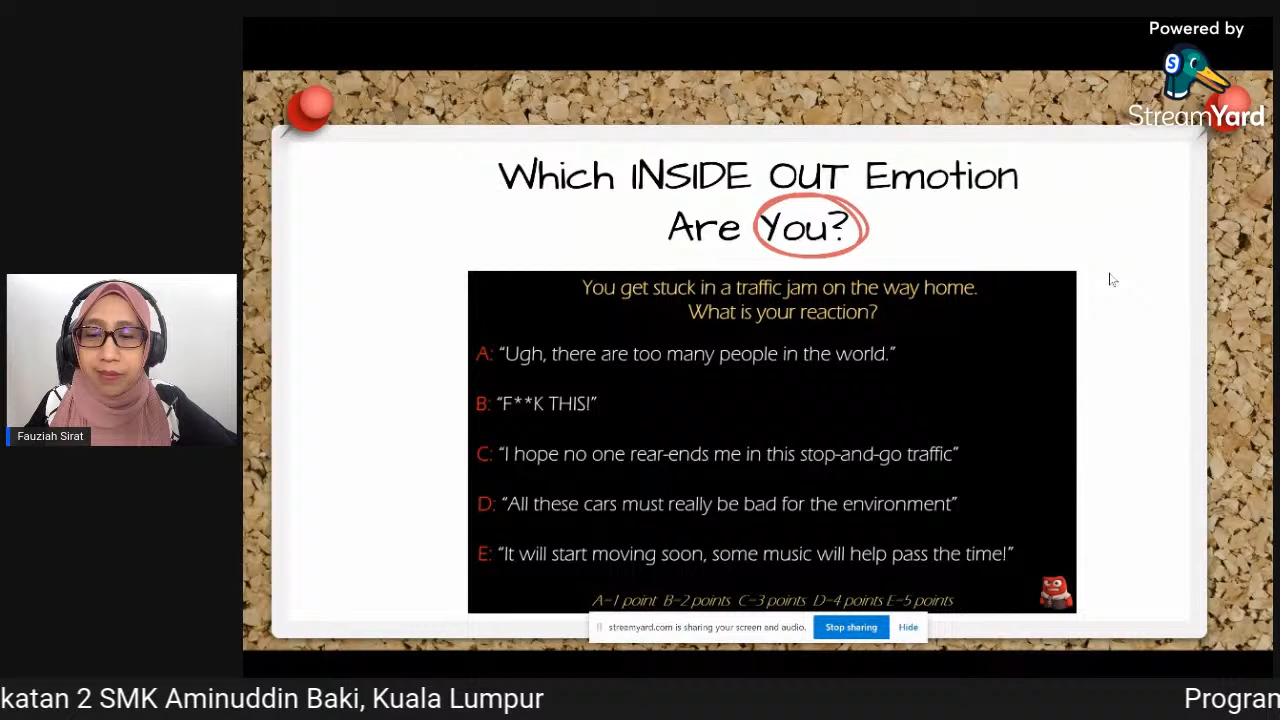 Powered by
StreamYard
Which INSIDE OUT Emotion
Are You?
You get stuck in a traffic jam on the way home.
What is your reaction?
A: “Ugh, there are too many people in the world.”
B: “F**K THIS!”
C: “I hope no one rear-ends me in this stop-and-go traffic”
D: “All these cars must really be bad for the environment”
E: “It will start moving soon, some music will help pass the time!”
A=1 point B=2 points C=3 points D=4 points E=5 points
streamyard.com is sharing your screen and audio.
Stop sharing
Hide
Fauziah Sirat
katan 2 SMK Aminuddin Baki, Kuala Lumpur
Progran